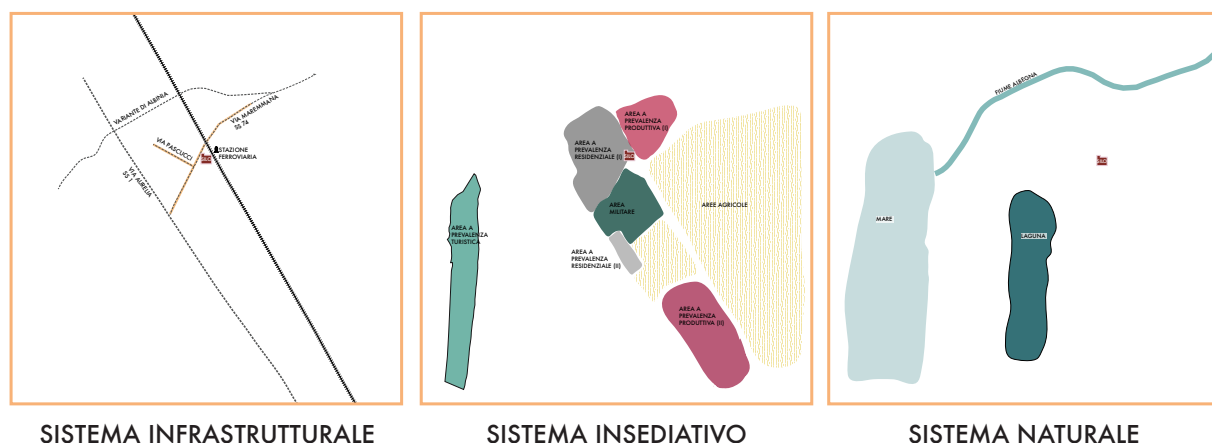 VARIANTE DI ALBIPRA
VIA MAREMMANA
SS 74
VIA PASCUCCI
STAZIONE
FERROVIARIA
VIA AURELIA
SS 1
SISTEMA INFRASTRUTTURALE
AREA A
PREVALENZA
PRODUTTIVA (I)
AREA A
PREVALENZA
RESIDENZIALE (I)
AREA
MILITARE
AREE AGRICOLE
AREA A
PREVALENZA
TURISTICA
AREA A
PREVALENZA
RESIDENZIALE (II)
AREA A
PREVALENZA
PRODUTTIVA (II)
SISTEMA INSEDIATIVO
FIUME ALBEGNA
MARE
LAGUNA
SISTEMA NATURALE